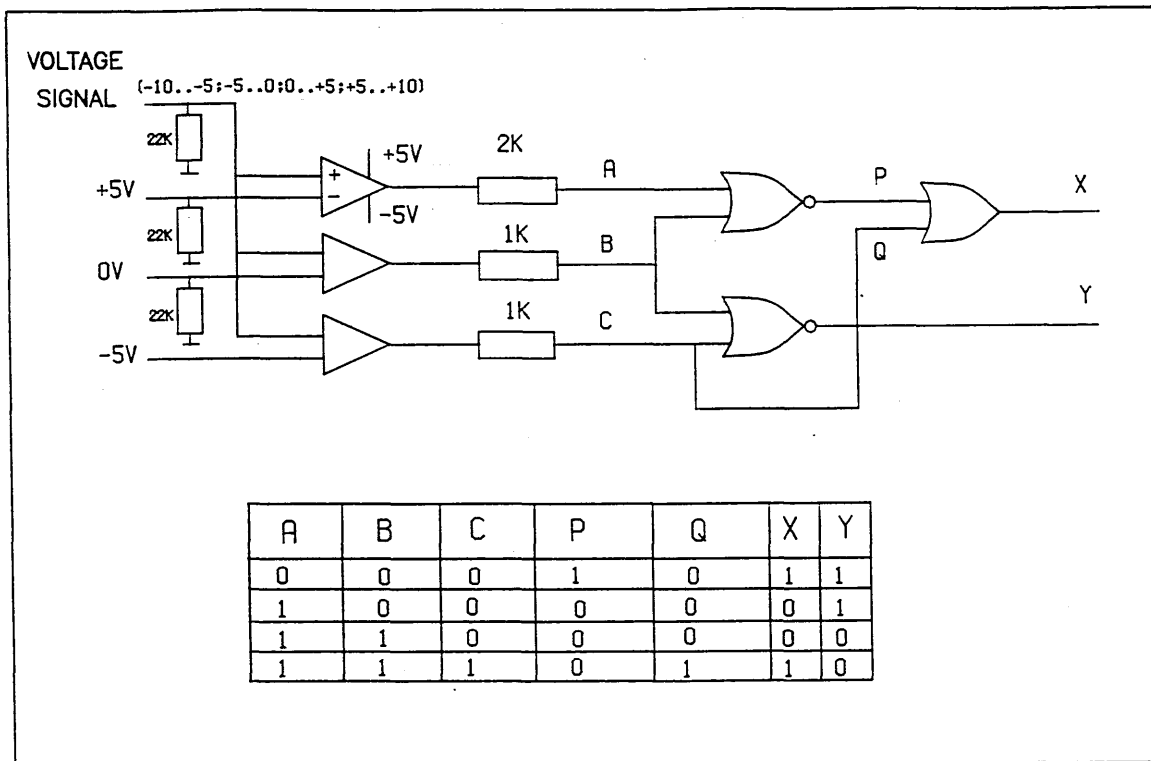 VOLTAGE
SIGNAL (-10..-5;-5..0;0..+5;+5..+10)
22K
+5V
22K
0V
22K
-5V
+
-
+5V
-5V
2K
A
1K
B
1K
C
P
Q
X
Y
A B C P Q X Y
0 0 0 1 0 1 1
1 0 0 0 0 0 1
1 1 0 0 0 0 0
1 1 1 0 1 1 0